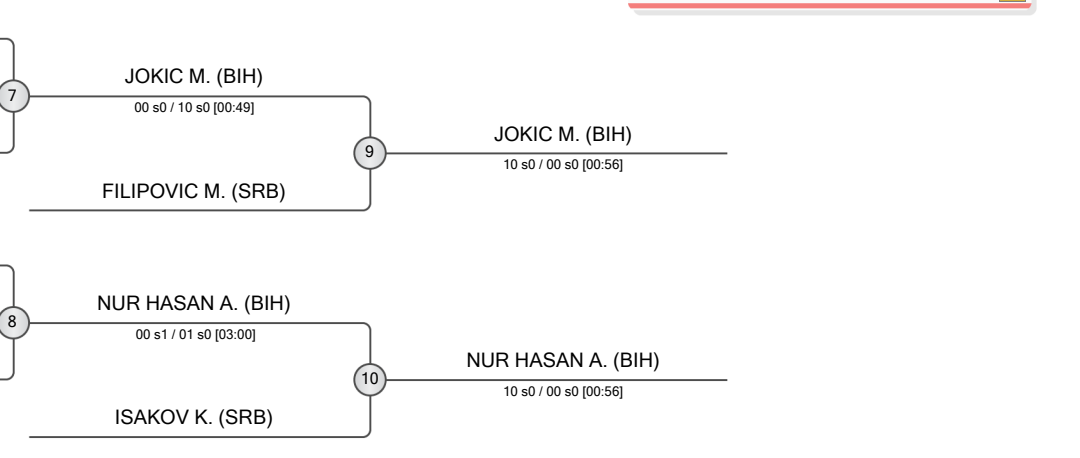 JOKIC M. (BIH)
7
00 s0 / 10 s0 [00:49]
JOKIC M. (BIH)
9
10 s0 / 00 s0 [00:56]
FILIPOVIC M. (SRB)
NUR HASAN A. (BIH)
8
00 s1 / 01 s0 [03:00]
NUR HASAN A. (BIH)
10
10 s0 / 00 s0 [00:56]
ISAKOV K. (SRB)